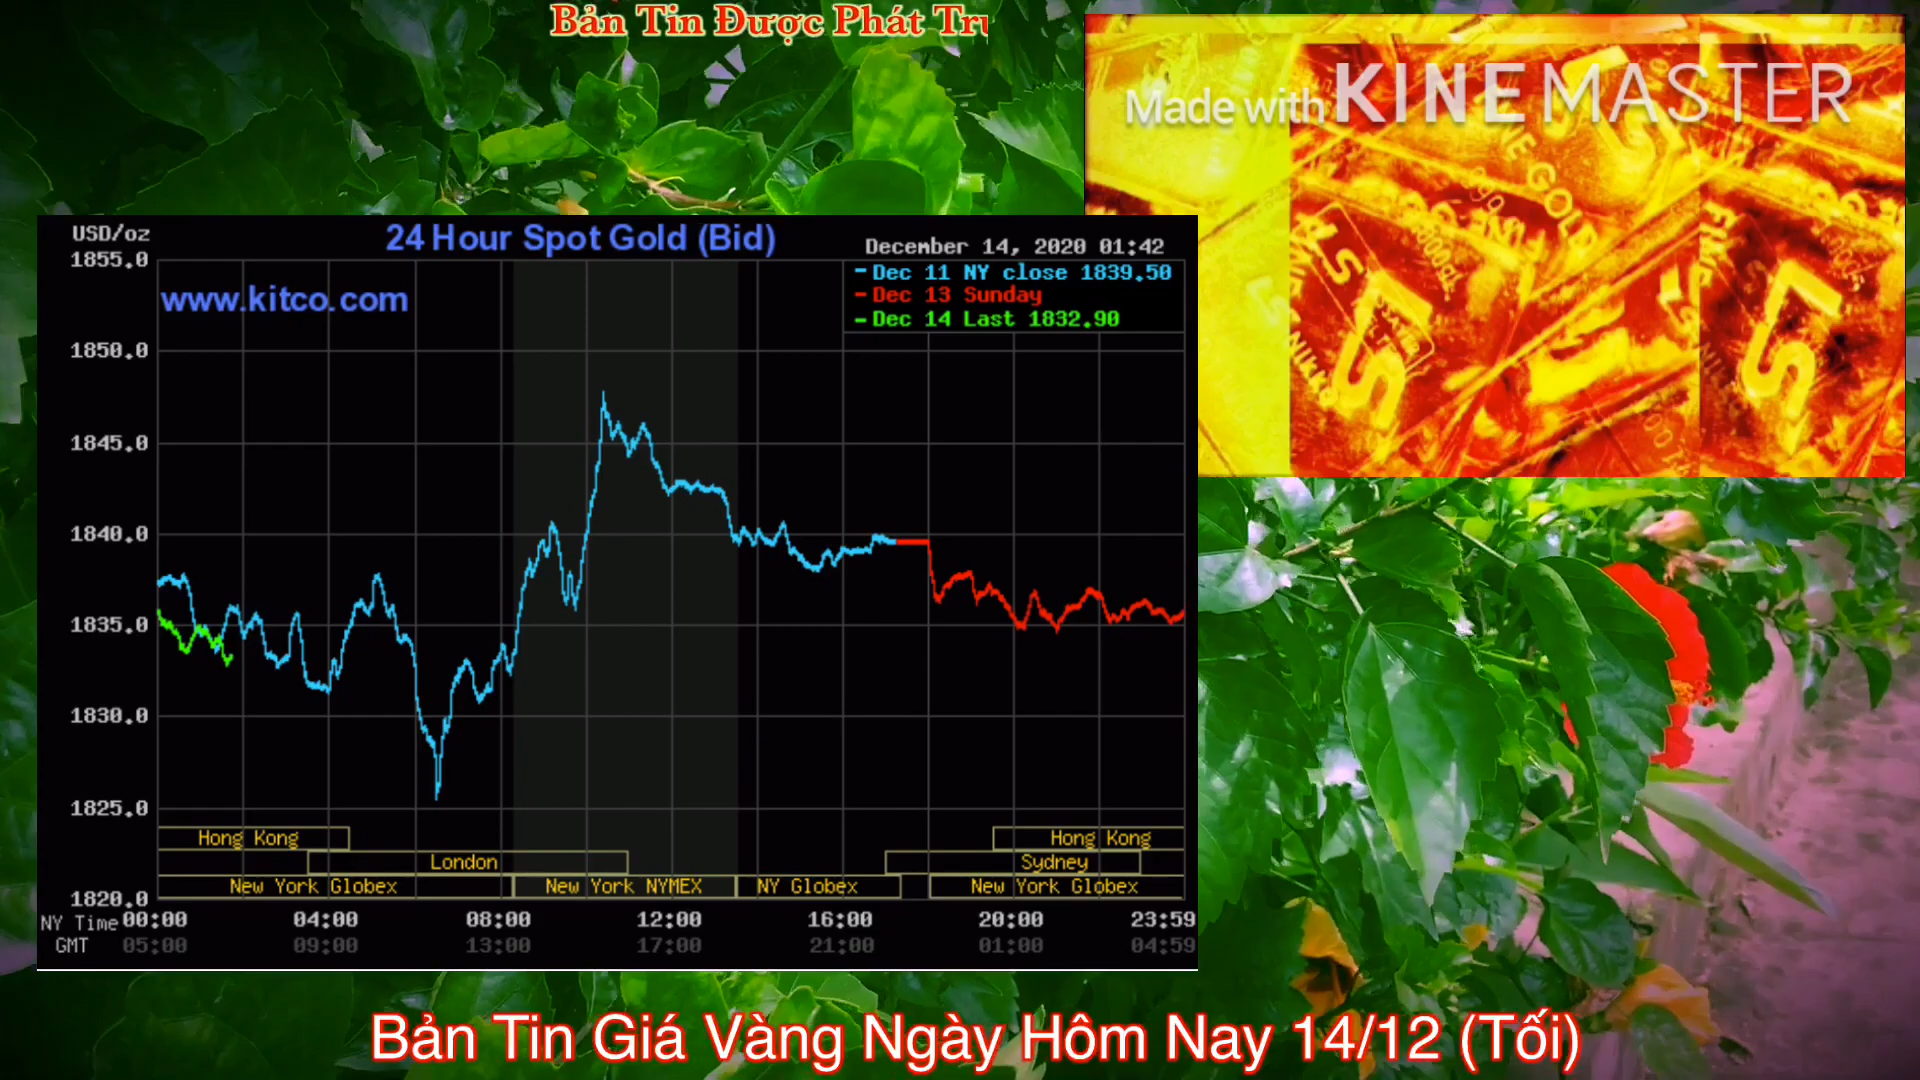 Bản Tin Được Phát Trư
Made with KINEMASTER
FINE GOLD
USD/oz
24 Hour Spot Gold (Bid)
December 14, 2020 01:42
Dec 11 NY close 1839.50
Dec 13 Sunday
Dec 14 Last 1832.90
www.kitco.com
1855.0
1850.0
1845.0
1840.0
1835.0
1830.0
1825.0
1820.0
Hong Kong
Hong Kong
London
Sydney
New York Globex
New York NYMEX
NY Globex
New York Globex
NY Time 00:00 04:00 08:00 12:00 16:00 20:00 23:59
GMT 05:00 09:00 13:00 17:00 21:00 01:00 04:59
Bản Tin Giá Vàng Ngày Hôm Nay 14/12 (Tối)